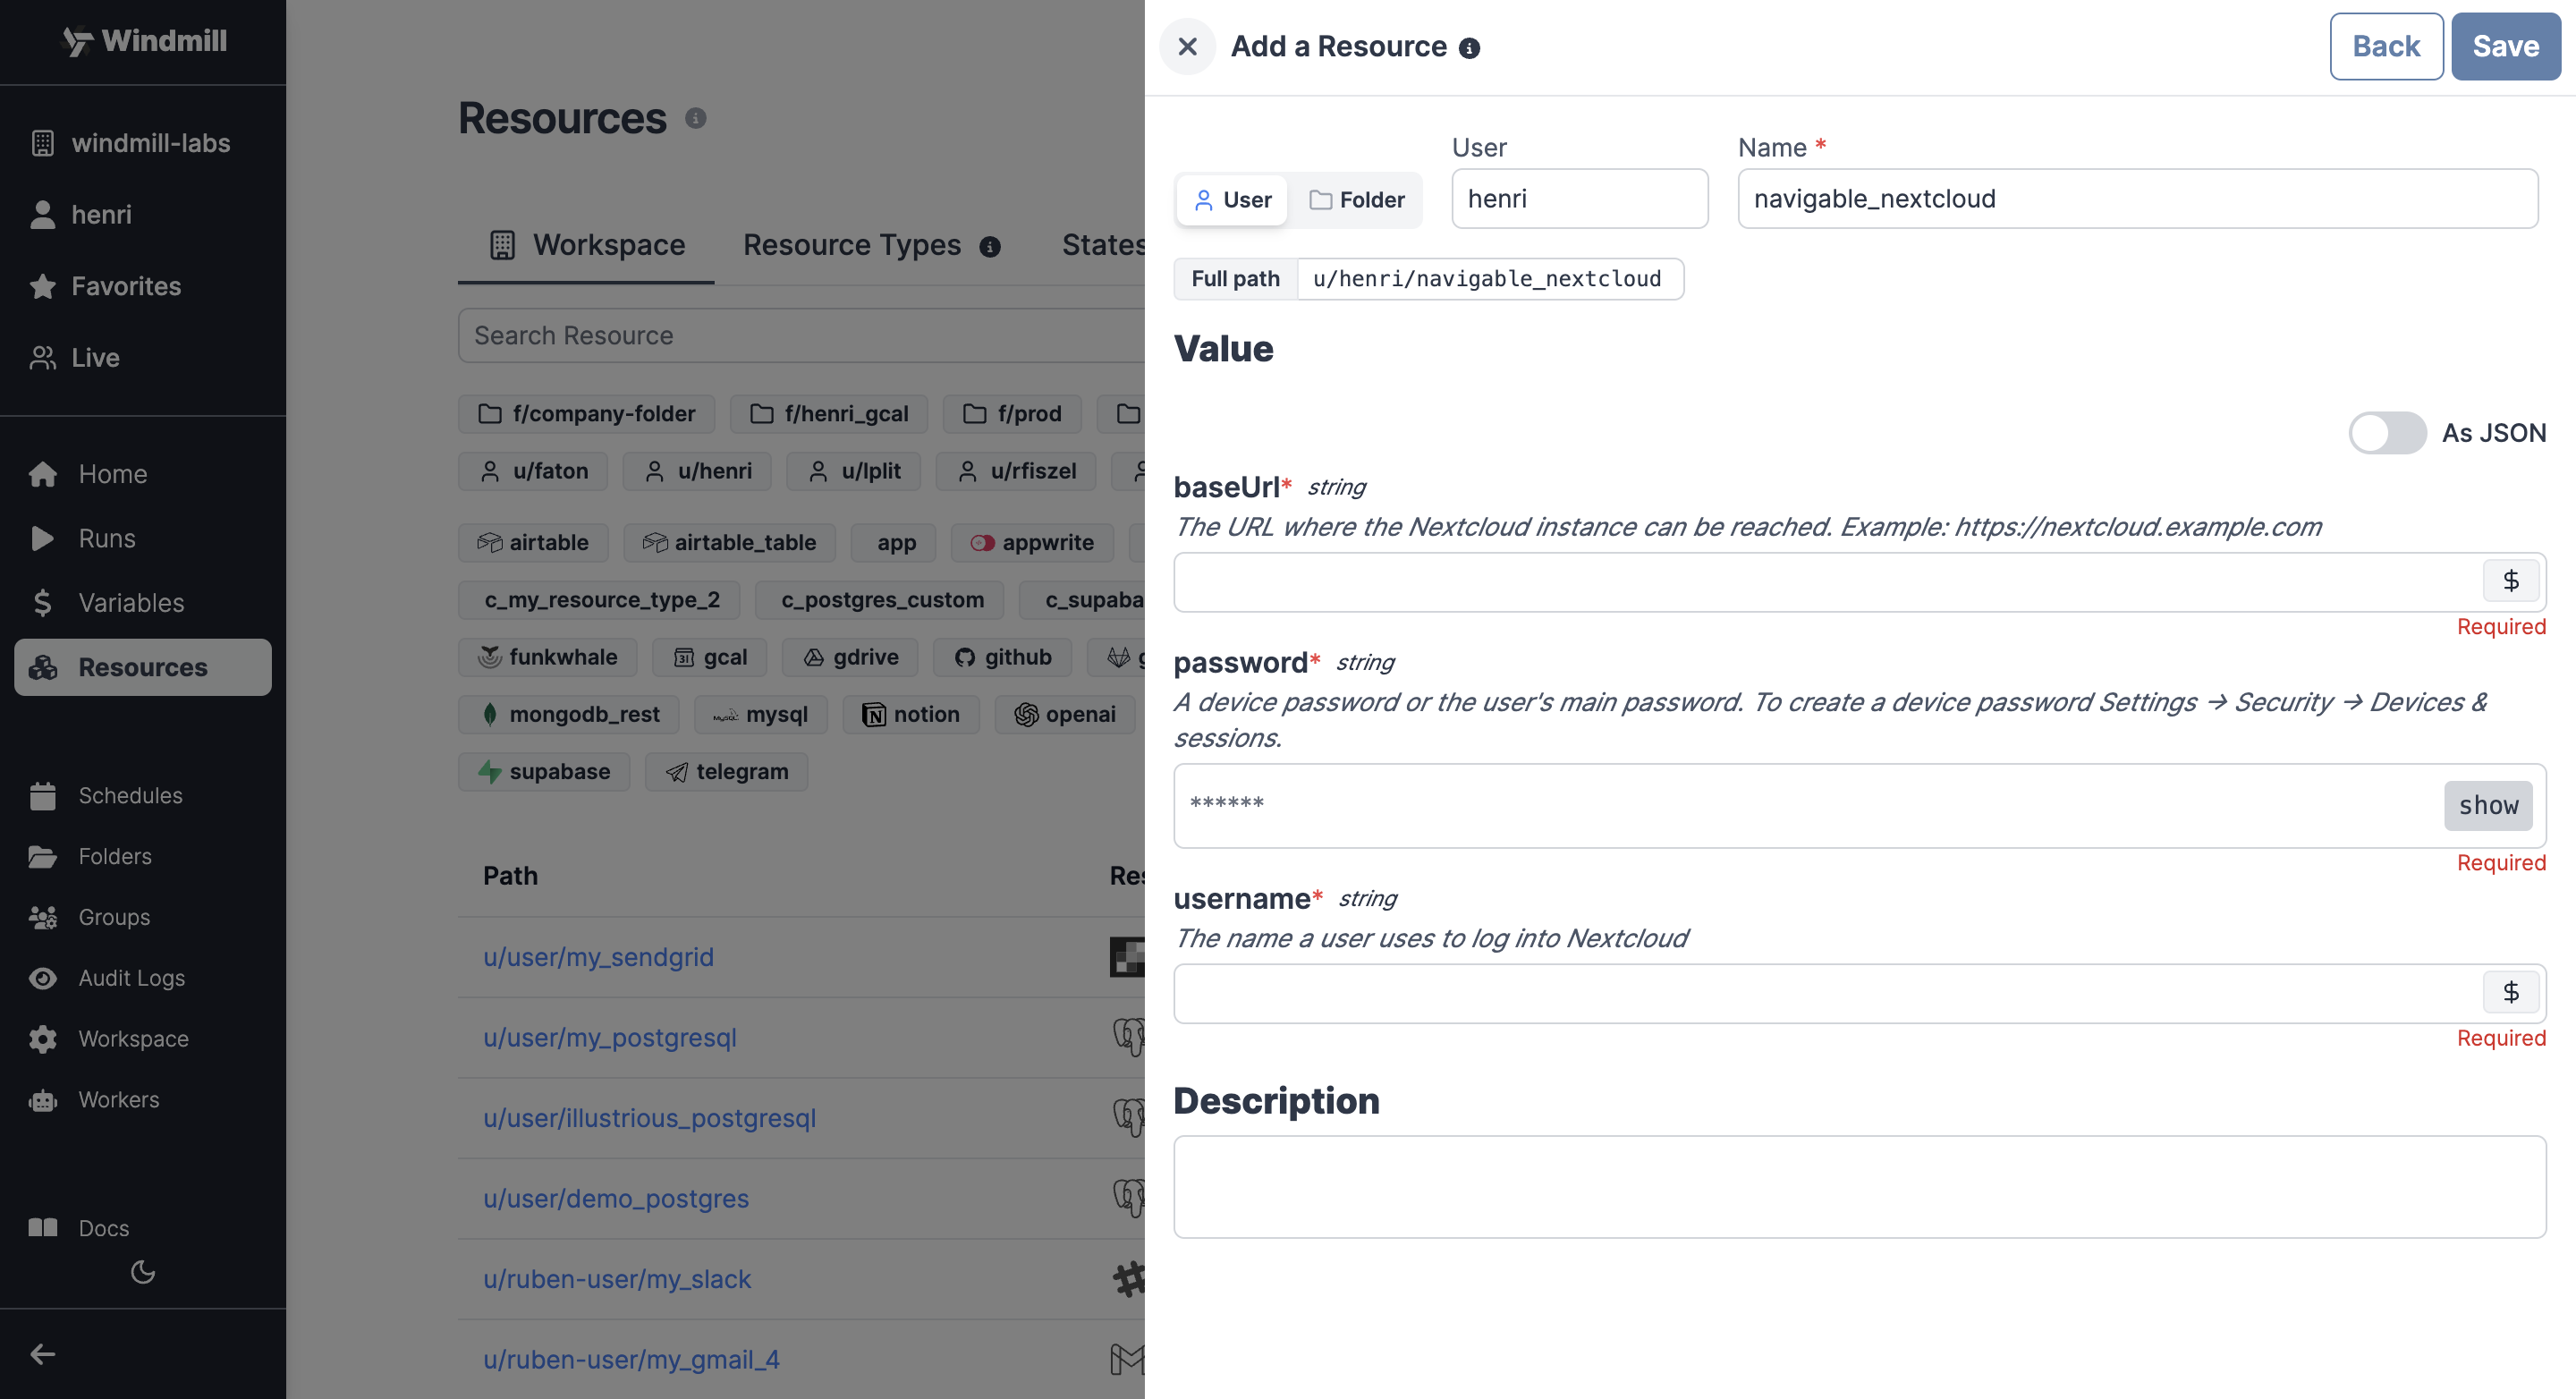 Windmill
windmill-labs
henri
Favorites
Live
Home
Runs
Variables
Resources
Schedules
Folders
Groups
Audit Logs
Workspace
Workers
Docs
Resources
Workspace Resource Types States
Search Resource
f/company-folder f/henri_gcal f/prod
u/faton u/henri u/lplit u/rfiszel
airtable airtable_table app appwrite
c_my_resource_type_2 c_postgres_custom c_supaba
funkwhale gcal gdrive github g
mongodb_rest mysql notion openai
supabase telegram
Path Res
u/user/my_sendgrid
u/user/my_postgresql
u/user/illustrious_postgresql
u/user/demo_postgres
u/ruben-user/my_slack
u/ruben-user/my_gmail_4
Add a Resource
Back Save
User Name *
User Folder henri navigable_nextcloud
Full path u/henri/navigable_nextcloud
Value
As JSON
baseUrl* string
The URL where the Nextcloud instance can be reached. Example: https://nextcloud.example.com
$
Required
password* string
A device password or the user's main password. To create a device password Settings → Security → Devices &
sessions.
****** show
Required
username* string
The name a user uses to log into Nextcloud
$
Required
Description